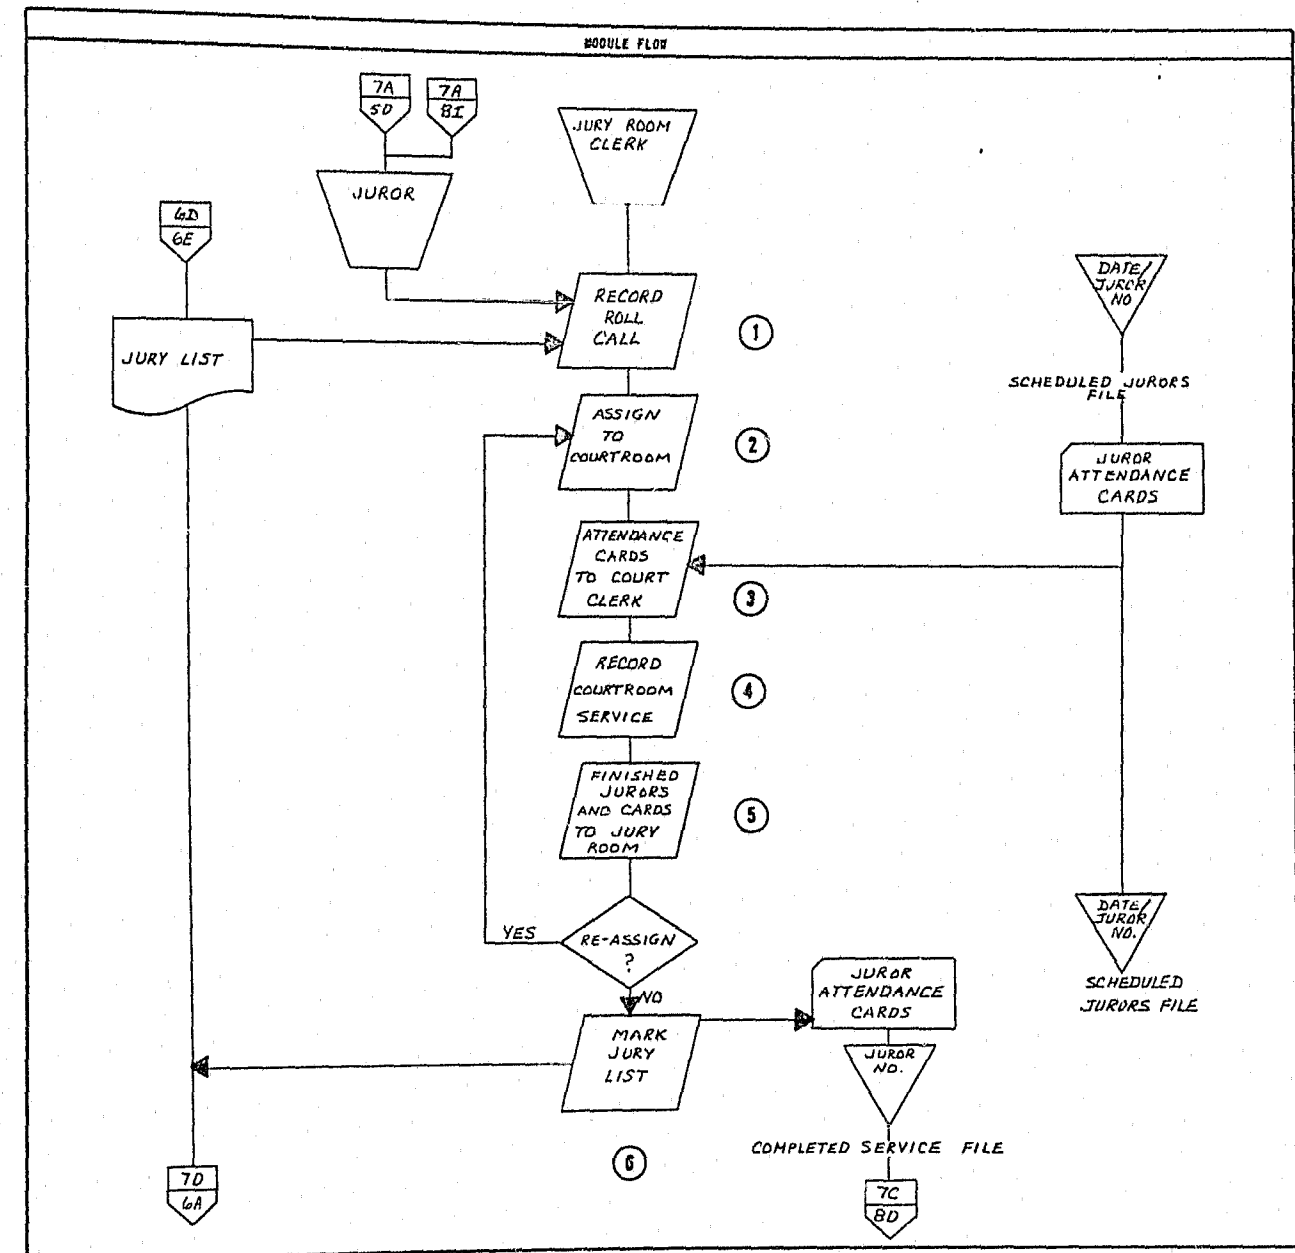 MODULE FLOW
7A
5D
7A
8I
JURY ROOM
CLERK
JUROR
6D
6E
DATE/
JUROR
NO
RECORD
ROLL
CALL
1
JURY LIST
SCHEDULED JURORS
FILE
ASSIGN
TO
COURTROOM
2
JUROR
ATTENDANCE
CARDS
ATTENDANCE
CARDS
TO COURT
CLERK
3
RECORD
COURTROOM
SERVICE
4
FINISHED
JURORS
AND CARDS
TO JURY
ROOM
5
DATE/
JUROR
NO.
SCHEDULED
JURORS FILE
YES
RE-ASSIGN
?
NO
JUROR
ATTENDANCE
CARDS
MARK
JURY
LIST
JUROR
NO.
6
COMPLETED SERVICE FILE
7D
6A
7C
8D